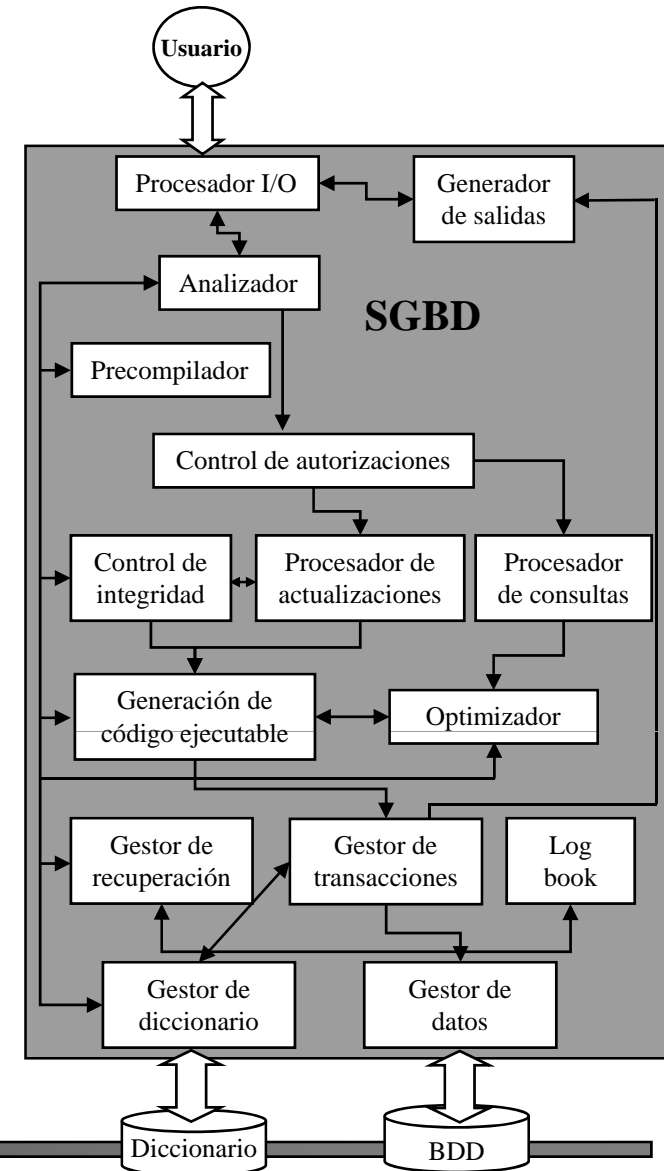 Usuario
Procesador I/O
Generador
de salidas
Analizador
SGBD
Precompilador
Control de autorizaciones
Control de
integridad
Procesador de
actualizaciones
Procesador
de consultas
Generación de
código ejecutable
Optimizador
Gestor de
recuperación
Gestor de
transacciones
Log
book
Gestor de
diccionario
Gestor de
datos
Diccionario
BDD